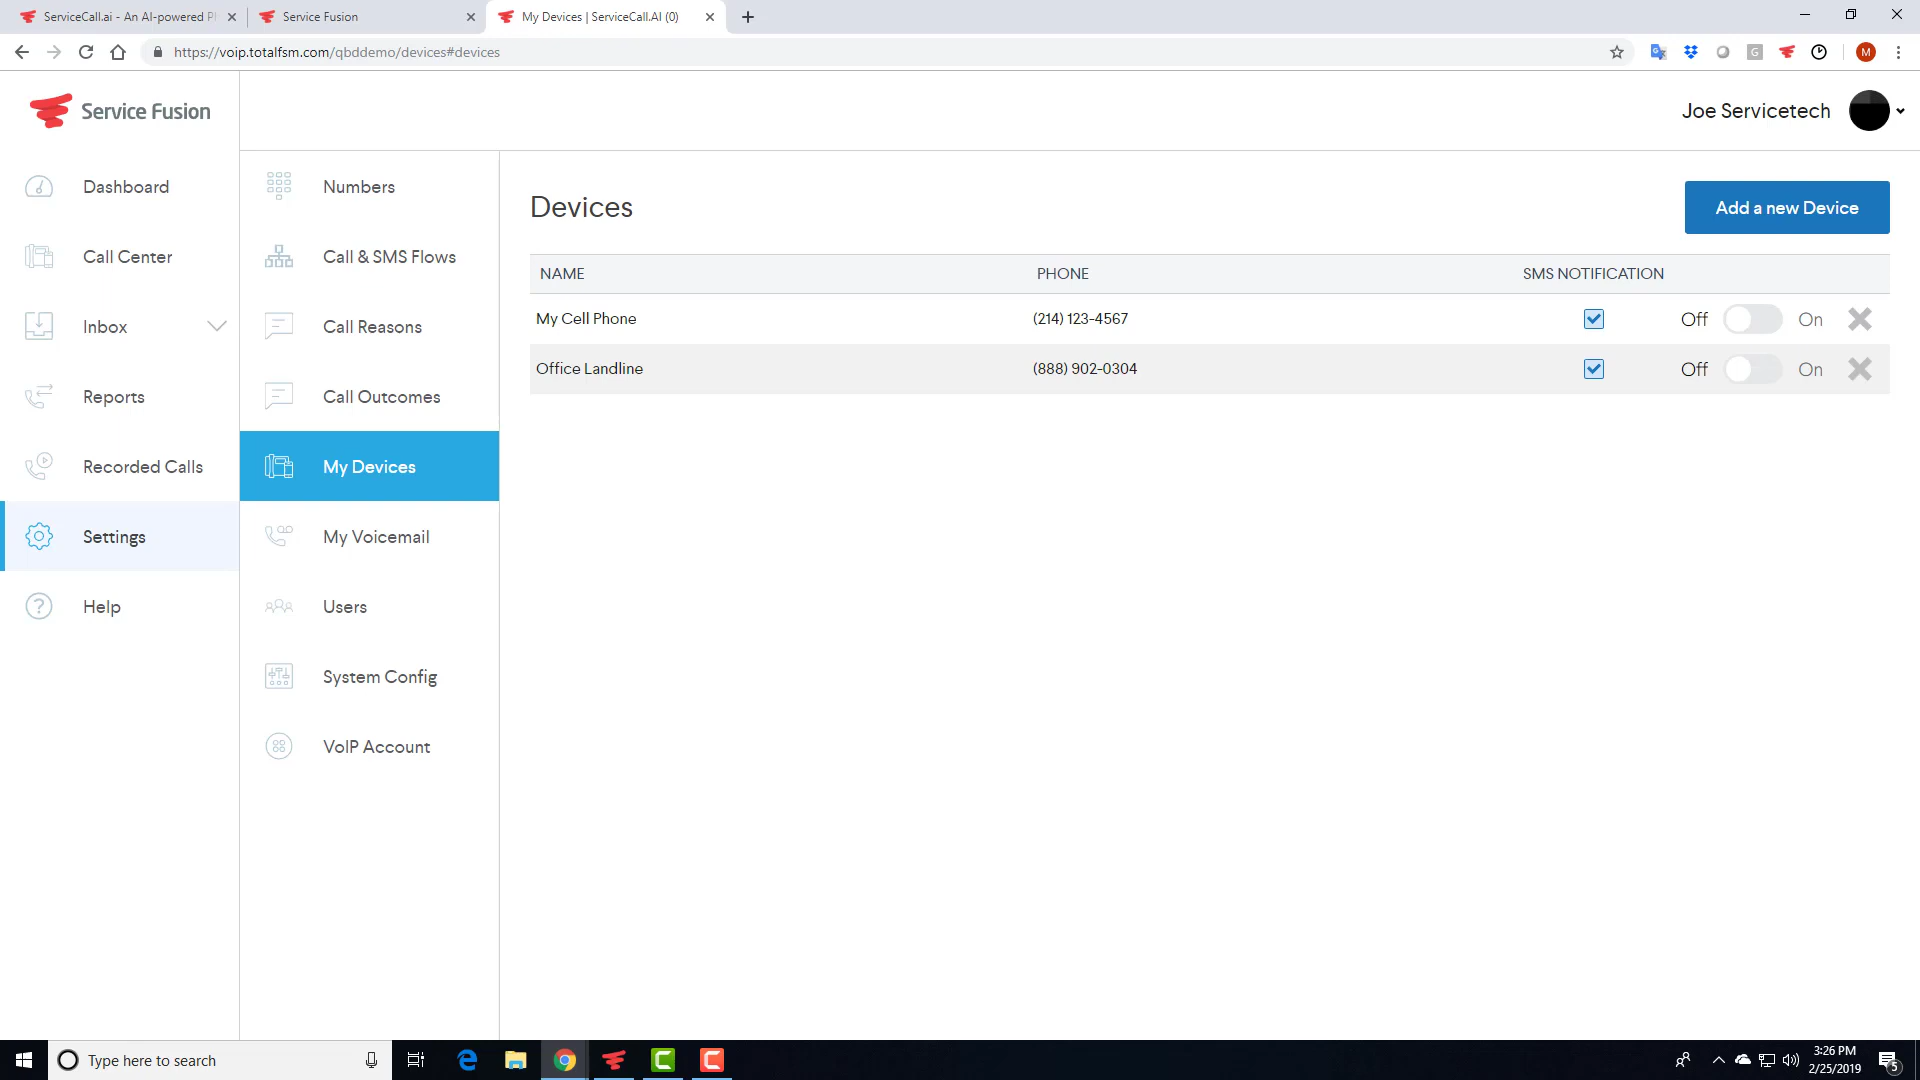 ServiceCall.ai - An AI-powered P
Service Fusion
My Devices | ServiceCall.AI (0)
https://voip.totalfsm.com/qbddemo/devices#devices
G
M
Service Fusion
Joe Servicetech
Dashboard
Call Center
Inbox
Reports
Recorded Calls
Settings
Help
Numbers
Call & SMS Flows
Call Reasons
Call Outcomes
My Devices
My Voicemail
Users
System Config
VoIP Account
Devices
Add a new Device
NAME PHONE SMS NOTIFICATION
My Cell Phone (214) 123-4567 Off On
Office Landline (888) 902-0304 Off On
Type here to search
3:26 PM
2/25/2019
5